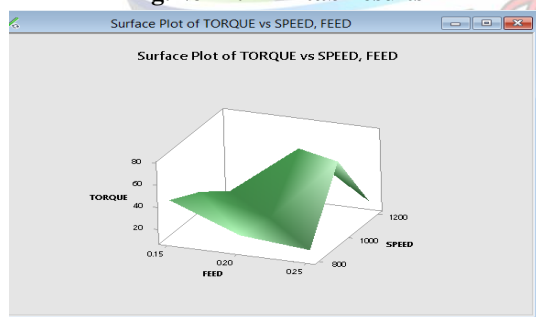 Surface Plot of TORQUE vs SPEED, FEED
Surface Plot of TORQUE vs SPEED, FEED
80
60
TORQUE
40
20
0.15
0.20
0.25
FEED
800
1000
1200
SPEED